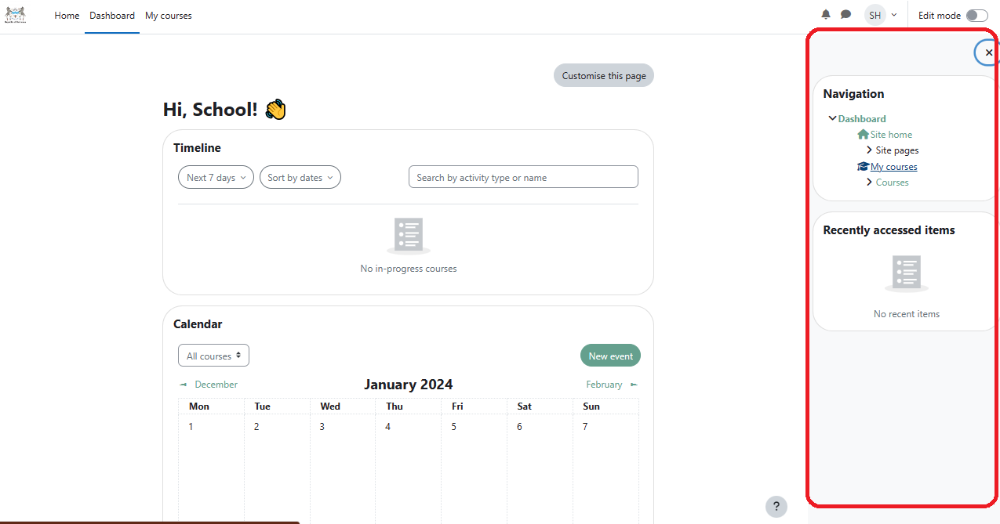 Home Dashboard My courses
SH
Edit mode
Customise this page
Hi, School!
Timeline
Next 7 days
Sort by dates
Search by activity type or name
No in-progress courses
Calendar
All courses
New event
December
January 2024
February
Mon Tue Wed Thu Fri Sat Sun
1 2 3 4 5 6 7
?
Navigation
Dashboard
Site home
Site pages
My courses
Courses
Recently accessed items
No recent items